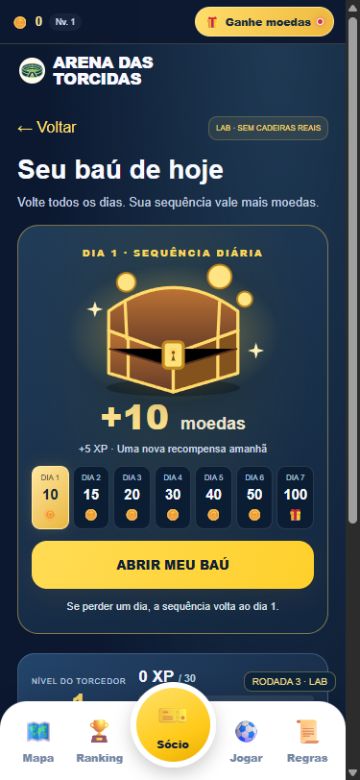 0 Nv. 1 Ganhe moedas
ARENA DAS
TORCIDAS
← Voltar
LAB · SEM CADEIRAS REAIS
Seu baú de hoje
Volte todos os dias. Sua sequência vale mais moedas.
DIA 1 · SEQUÊNCIA DIÁRIA
+10 moedas
+5 XP · Uma nova recompensa amanhã
DIA 1 DIA 2 DIA 3 DIA 4 DIA 5 DIA 6 DIA 7
10 15 20 30 40 50 100
ABRIR MEU BAÚ
Se perder um dia, a sequência volta ao dia 1.
NÍVEL DO TORCEDOR 0 XP / 30
RODADA 3 · LAB
1
Mapa Ranking Sócio Jogar Regras